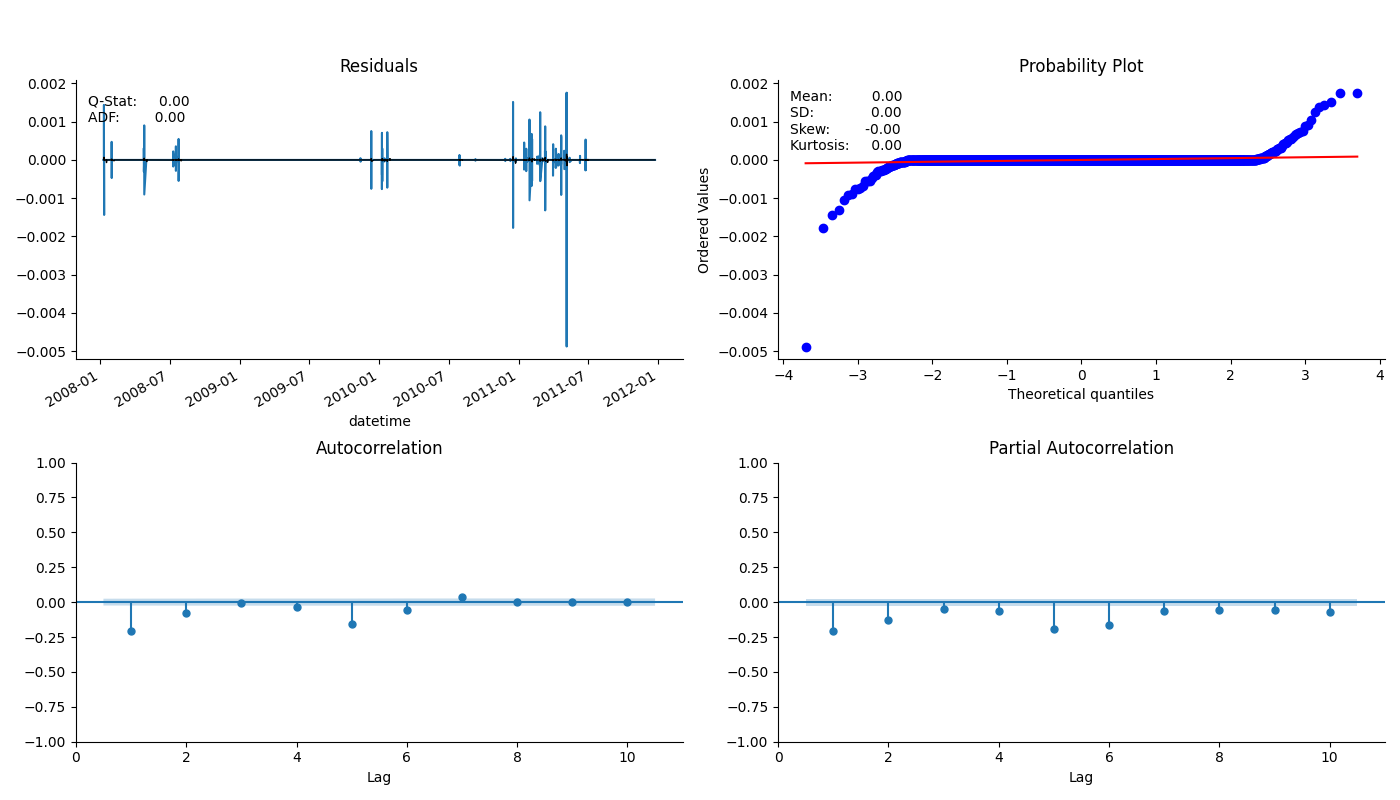 Residuals
0.002
0.001
0.000
−0.001
−0.002
−0.003
−0.004
−0.005
Q-Stat: 0.00
ADF: 0.00
2008-01 2008-07 2009-01 2009-07 2010-01 2010-07 2011-01 2011-07 2012-01
datetime
Probability Plot
Ordered Values
0.002
0.001
0.000
−0.001
−0.002
−0.003
−0.004
−0.005
Mean: 0.00
SD: 0.00
Skew: -0.00
Kurtosis: 0.00
−4 −3 −2 −1 0 1 2 3 4
Theoretical quantiles
Autocorrelation
1.00
0.75
0.50
0.25
0.00
−0.25
−0.50
−0.75
−1.00
0 2 4 6 8 10
Lag
Partial Autocorrelation
1.00
0.75
0.50
0.25
0.00
−0.25
−0.50
−0.75
−1.00
0 2 4 6 8 10
Lag